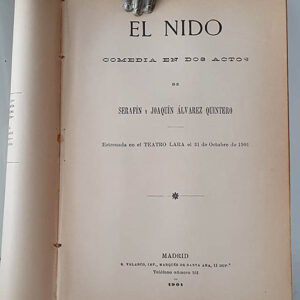 EL NIDO
COMEDIA EN DOS ACTOS
DE
SERAFÍN Y JOAQUÍN ÁLVAREZ QUINTERO
Estrenada en el TEATRO LARA el 31 de Octubre de 1901
MADRID
R. VELASCO, IMP., MARQUÉS DE SANTA ANA, 11 DUP.º
Teléfono número 551
1901